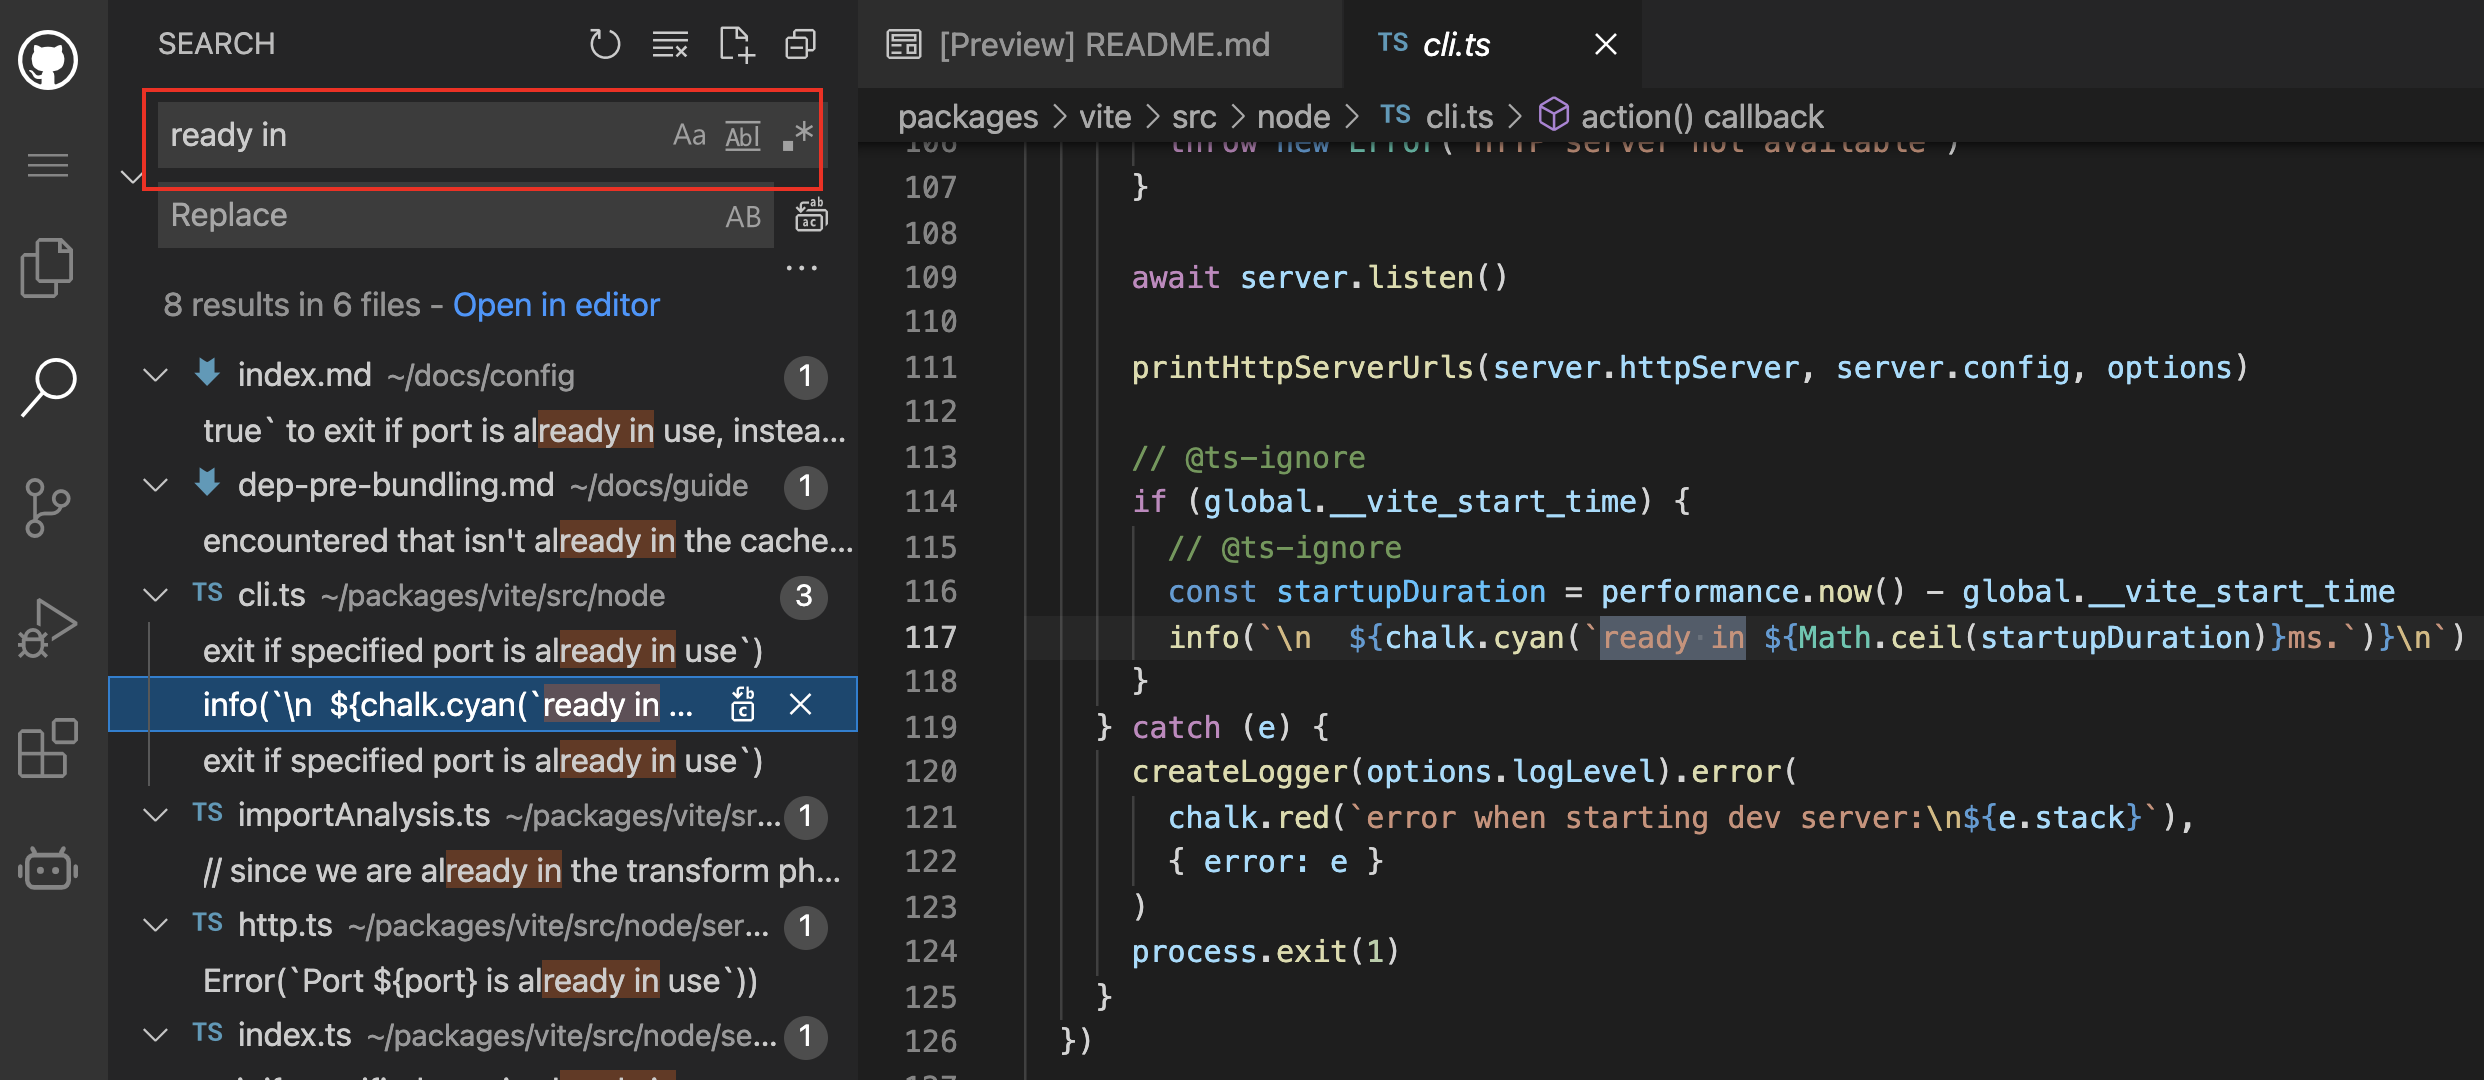 SEARCH
ready in
Aa
Abl
Replace
AB
8 results in 6 files - Open in editor
index.md ~/docs/config 1
true` to exit if port is already in use, instea...
dep-pre-bundling.md ~/docs/guide 1
encountered that isn't already in the cache...
TS cli.ts ~/packages/vite/src/node 3
exit if specified port is already in use`)
info(`\n  ${chalk.cyan(`ready in ...
exit if specified port is already in use`)
TS importAnalysis.ts ~/packages/vite/sr... 1
// since we are already in the transform ph...
TS http.ts ~/packages/vite/src/node/ser... 1
Error(`Port ${port} is already in use`))
TS index.ts ~/packages/vite/src/node/se... 1
[Preview] README.md
TS cli.ts
packages > vite > src > node > TS cli.ts > action() callback
106 throw new Error('HTTP server not available')
107 }
108
109 await server.listen()
110
111 printHttpServerUrls(server.httpServer, server.config, options)
112
113 // @ts-ignore
114 if (global.__vite_start_time) {
115 // @ts-ignore
116 const startupDuration = performance.now() - global.__vite_start_time
117 info(`\n  ${chalk.cyan(`ready in ${Math.ceil(startupDuration)}ms.`)}\n`)
118 }
119 } catch (e) {
120 createLogger(options.logLevel).error(
121 chalk.red(`error when starting dev server:\n${e.stack}`),
122 { error: e }
123 )
124 process.exit(1)
125 }
126 })